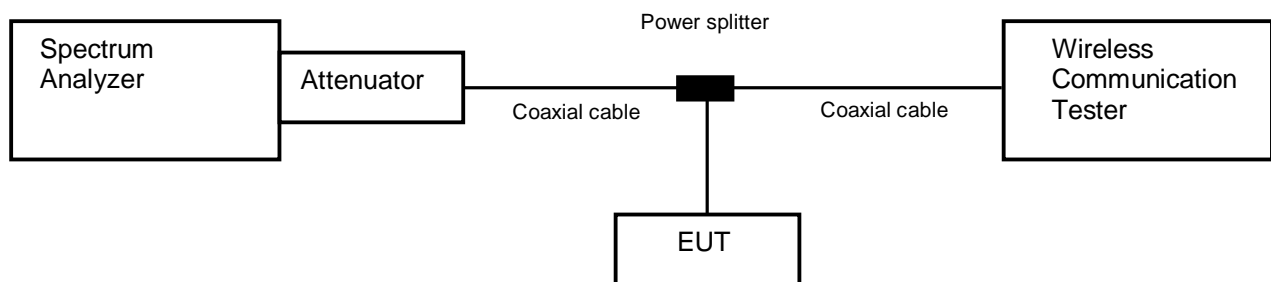 Power splitter
Spectrum
Analyzer
Attenuator
Wireless
Communication
Tester
Coaxial cable
Coaxial cable
EUT